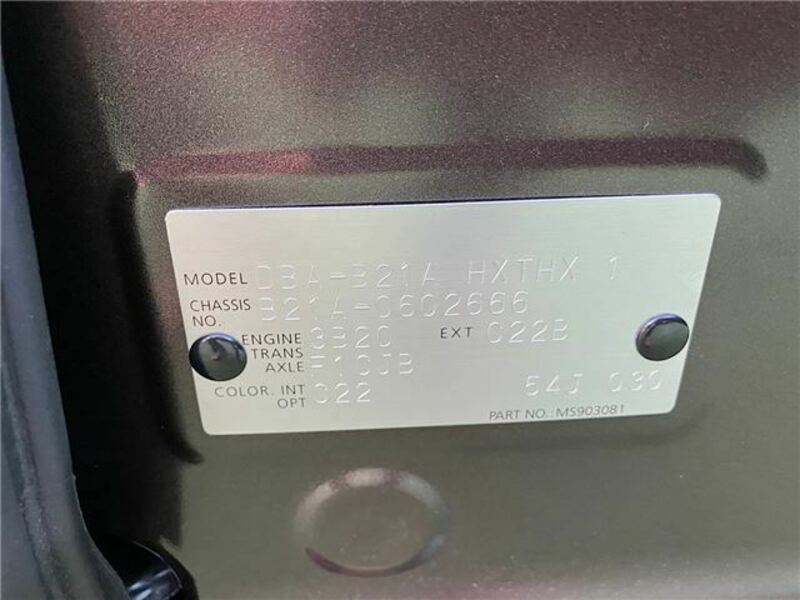 MODEL DBA-B21A HXTHX 1
CHASSIS NO. B21A-0602666
ENGINE 3B20 EXT C22B
TRANS AXLE F1CJB
COLOR. INT OPT C22 54J 030
PART NO.: MS903081